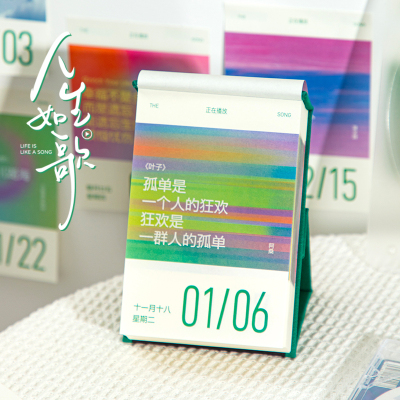 人生如歌
LIFE IS
LIKE A SONG
03
THE
正在播放
SONG
《叶子》
孤单是
一个人的狂欢
狂欢是
一群人的孤单
阿桑
十一月十八
星期二
01/06
2/15
1/22